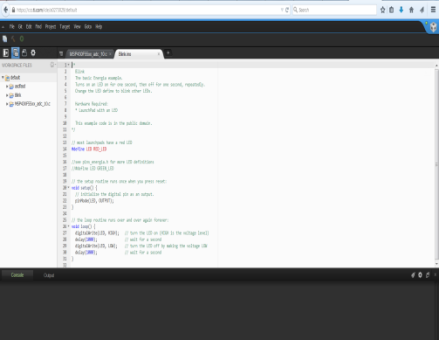 File Edit Run Project Target View Data Help
WORKSPACE FILES
default
Blink
Blink.ino
1 /*
2 Blink
3 The basic Energia example.
4 Turns on an LED on for one second, then off for one second, repeatedly.
5 Change the LED define to blink other LEDs.
6
7 Hardware Required:
8 * LaunchPad with an LED
9
10 This example code is in the public domain.
11 */
12
13 // most launchpads have a red LED
14 #define LED RED_LED
15
16 //see pins_energia.h for more LED definitions
17 //#define LED GREEN_LED
18
19 // the setup routine runs once when you press reset:
20 void setup() {
21 // initialize the digital pin as an output.
22 pinMode(LED, OUTPUT);
23 }
24
25 // the loop routine runs over and over again forever:
26 void loop() {
27 digitalWrite(LED, HIGH); // turn the LED on (HIGH is the voltage level)
28 delay(1000); // wait for a second
29 digitalWrite(LED, LOW); // turn the LED off by making the voltage LOW
30 delay(1000); // wait for a second
31 }
Console Output